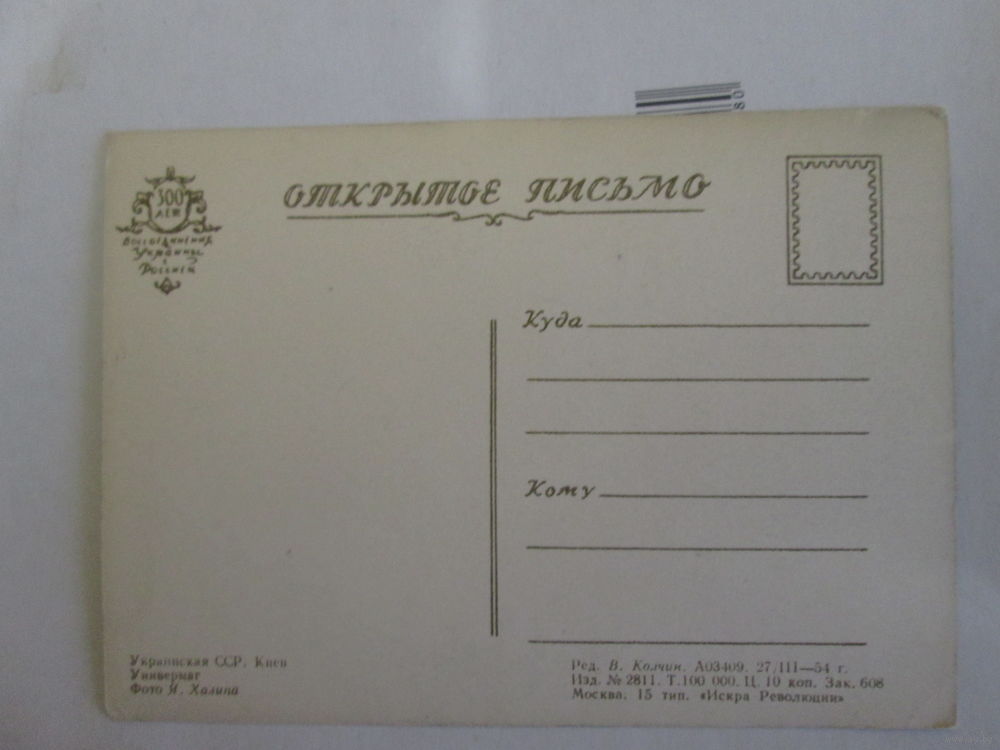 300
ЛЕТ
Воссоединения
Украины
с
Россией
ОТКРЫТОЕ ПИСЬМО
Куда
Кому
Украинская ССР. Киев
Универмаг
Фото Я. Халипа
Ред. В. Колчин. А03409. 27/III—54 г.
Изд. № 2811. Т.100 000. Ц. 10 коп. Зак. 608
Москва. 15 тип. «Искра Революции»
80